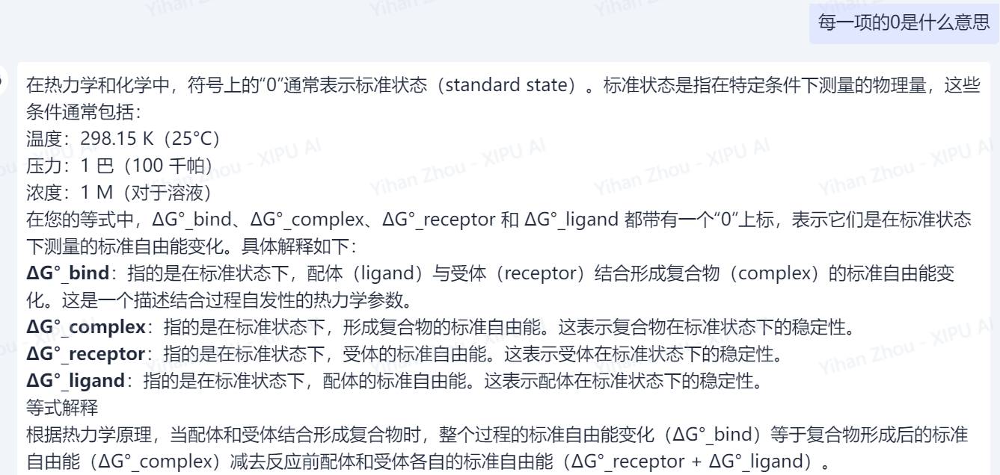 每一项的0是什么意思
在热力学和化学中，符号上的“0”通常表示标准状态（standard state）。标准状态是指在特定条件下测量的物理量，这些
条件通常包括：
温度：298.15 K（25°C）
压力：1 巴（100 千帕）
浓度：1 M（对于溶液）
在您的等式中，ΔG°_bind、ΔG°_complex、ΔG°_receptor 和 ΔG°_ligand 都带有一个“0”上标，表示它们是在标准状态
下测量的标准自由能变化。具体解释如下：
ΔG°_bind：指的是在标准状态下，配体（ligand）与受体（receptor）结合形成复合物（complex）的标准自由能变
化。这是一个描述结合过程自发性的热力学参数。
ΔG°_complex：指的是在标准状态下，形成复合物的标准自由能。这表示复合物在标准状态下的稳定性。
ΔG°_receptor：指的是在标准状态下，受体的标准自由能。这表示受体在标准状态下的稳定性。
ΔG°_ligand：指的是在标准状态下，配体的标准自由能。这表示配体在标准状态下的稳定性。
等式解释
根据热力学原理，当配体和受体结合形成复合物时，整个过程的标准自由能变化（ΔG°_bind）等于复合物形成后的标准
自由能（ΔG°_complex）减去反应前配体和受体各自的标准自由能（ΔG°_receptor + ΔG°_ligand）。
Yihan Zhou - XIPU AI